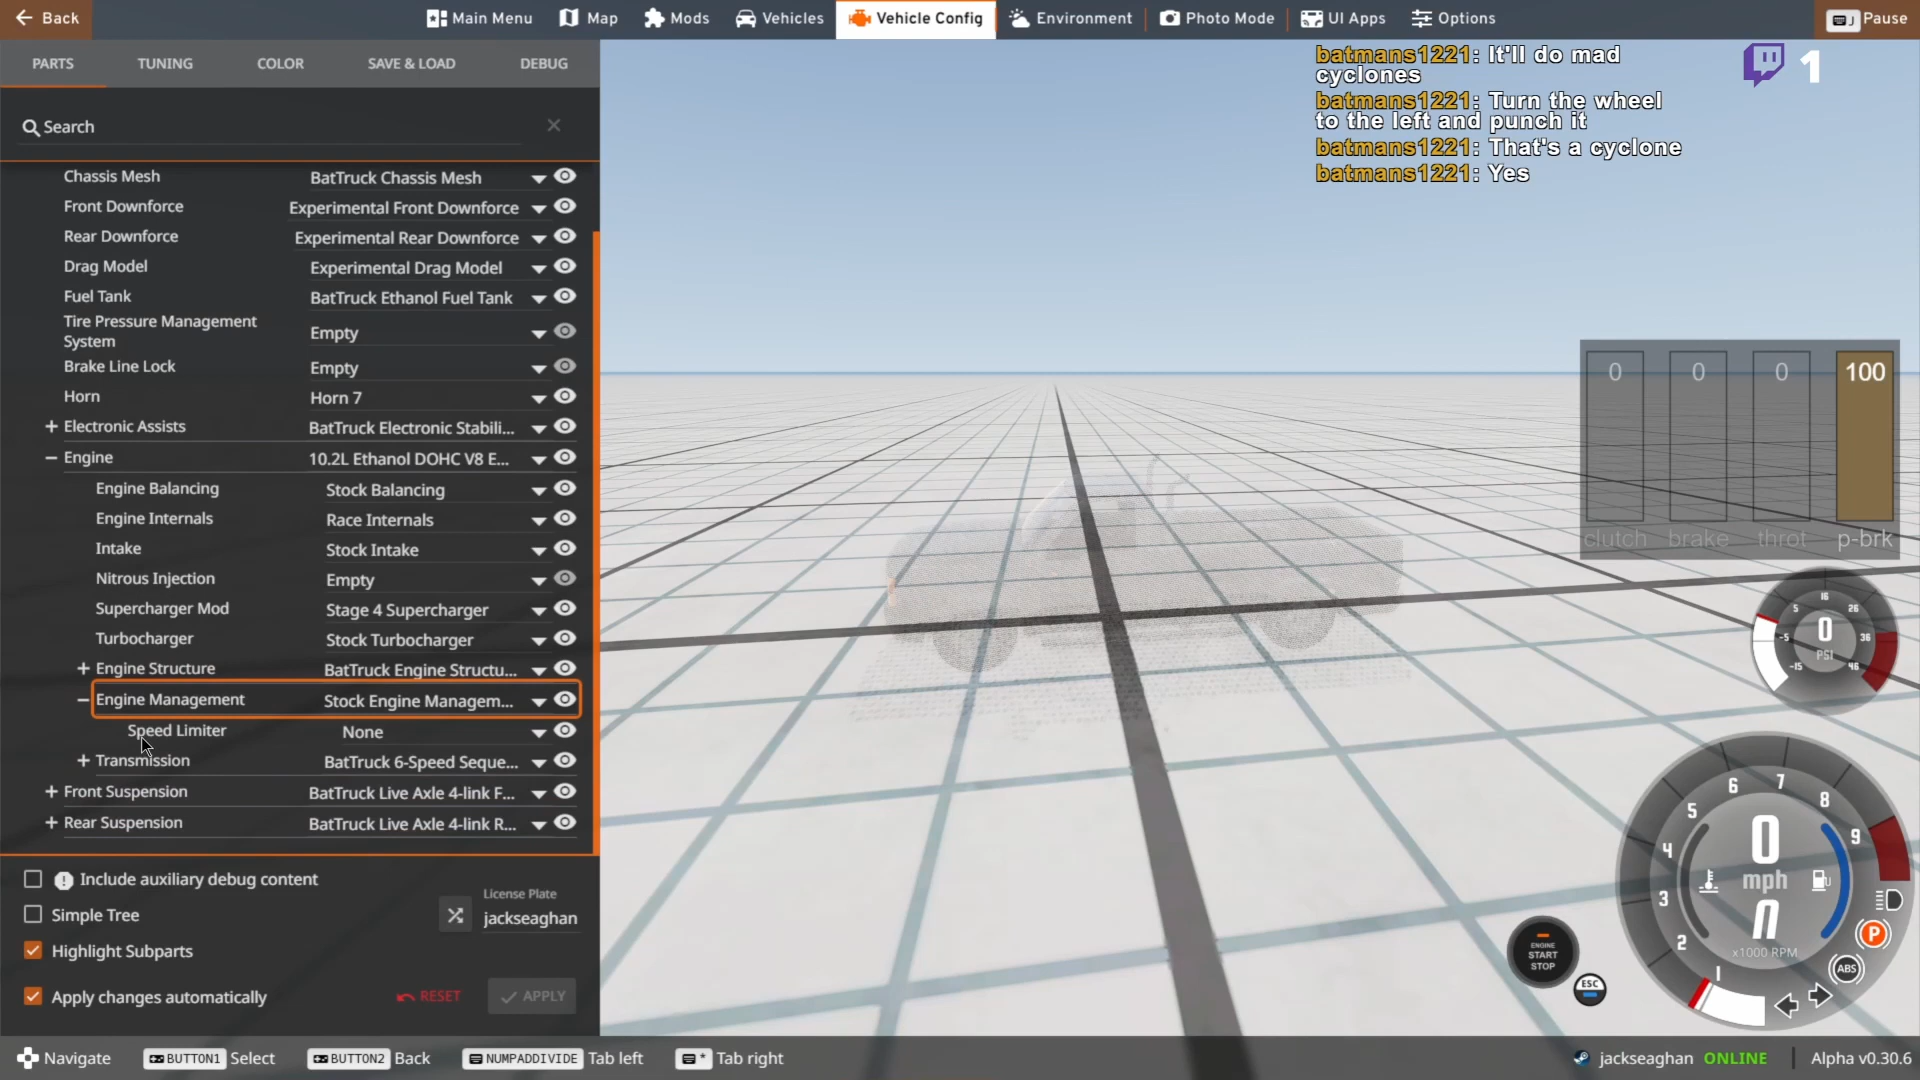 Back
Main Menu
Map
Mods
Vehicles
Vehicle Config
Environment
Photo Mode
UI Apps
Options
J
Pause
PARTS
TUNING
COLOR
SAVE & LOAD
DEBUG
Search
Chassis Mesh BatTruck Chassis Mesh
Front Downforce Experimental Front Downforce
Rear Downforce Experimental Rear Downforce
Drag Model Experimental Drag Model
Fuel Tank BatTruck Ethanol Fuel Tank
Tire Pressure Management
System
Empty
Brake Line Lock Empty
Horn Horn 7
+ Electronic Assists BatTruck Electronic Stabili...
− Engine 10.2L Ethanol DOHC V8 E...
Engine Balancing Stock Balancing
Engine Internals Race Internals
Intake Stock Intake
Nitrous Injection Empty
Supercharger Mod Stage 4 Supercharger
Turbocharger Stock Turbocharger
+ Engine Structure BatTruck Engine Structu...
− Engine Management Stock Engine Managem...
Speed Limiter None
+ Transmission BatTruck 6-Speed Seque...
+ Front Suspension BatTruck Live Axle 4-link F...
+ Rear Suspension BatTruck Live Axle 4-link R...
Include auxiliary debug content
Simple Tree
Highlight Subparts
Apply changes automatically
License Plate
jackseaghan
RESET
APPLY
batmans1221: It'll do mad
cyclones
batmans1221: Turn the wheel
to the left and punch it
batmans1221: That's a cyclone
batmans1221: Yes
1
0 0 0 100
clutch brake throt p-brk
-15 -5 5 16 26 36 46
0
PSI
1 2 3 4 5 6 7 8 9
0
mph
n
x1000 RPM
P
ABS
ENGINE
START
STOP
ESC
Navigate
BUTTON1 Select
BUTTON2 Back
NUMPADDIVIDE Tab left
* Tab right
jackseaghan ONLINE
Alpha v0.30.6